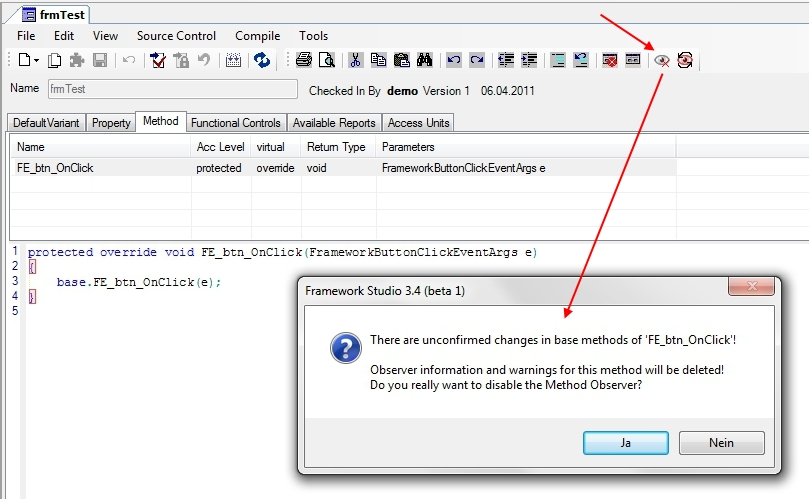 frmTest
File Edit View Source Control Compile Tools
Name frmTest Checked In By demo Version 1 06.04.2011
DefaultVariant Property Method Functional Controls Available Reports Access Units
Name Acc Level virtual Return Type Parameters
FE_btn_OnClick protected override void FrameworkButtonClickEventArgs e
1 protected override void FE_btn_OnClick(FrameworkButtonClickEventArgs e)
2 {
3 base.FE_btn_OnClick(e);
4 }
5
Framework Studio 3.4 (beta 1)
There are unconfirmed changes in base methods of 'FE_btn_OnClick'!
Observer information and warnings for this method will be deleted!
Do you really want to disable the Method Observer?
Ja Nein